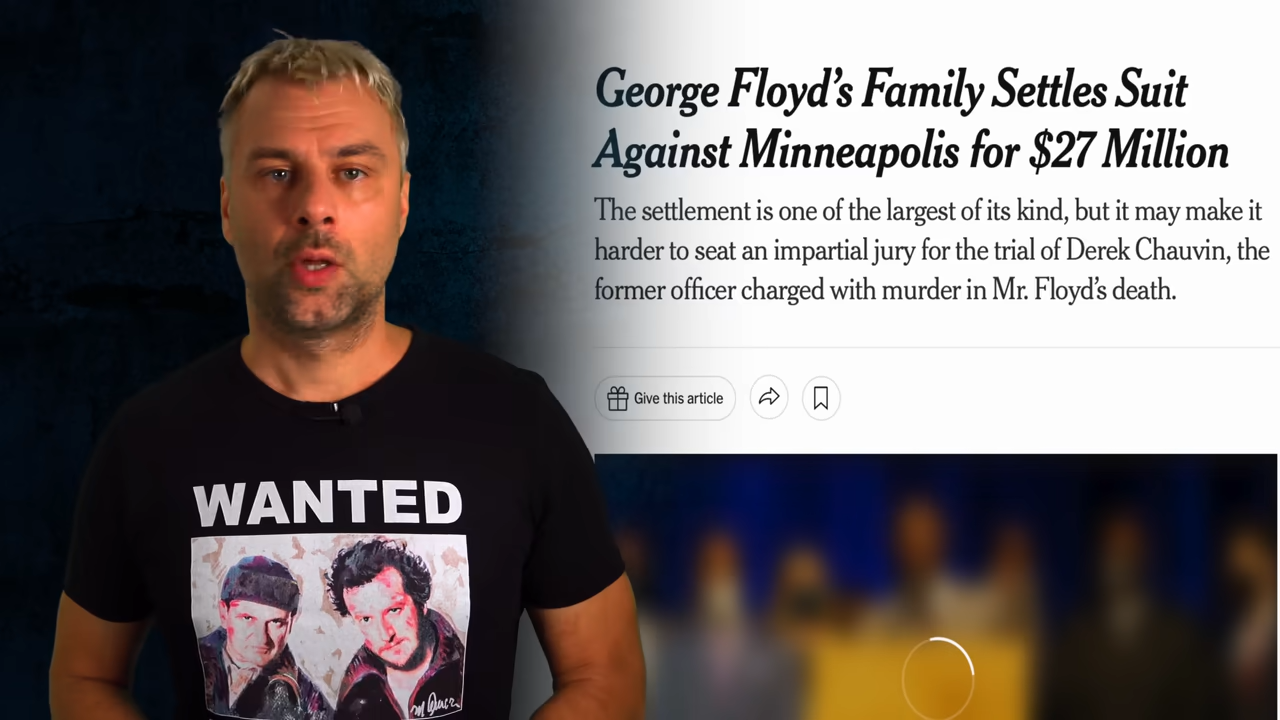 George Floyd’s Family Settles Suit
Against Minneapolis for $27 Million
The settlement is one of the largest of its kind, but it may make it
harder to seat an impartial jury for the trial of Derek Chauvin, the
former officer charged with murder in Mr. Floyd’s death.
Give this article
WANTED